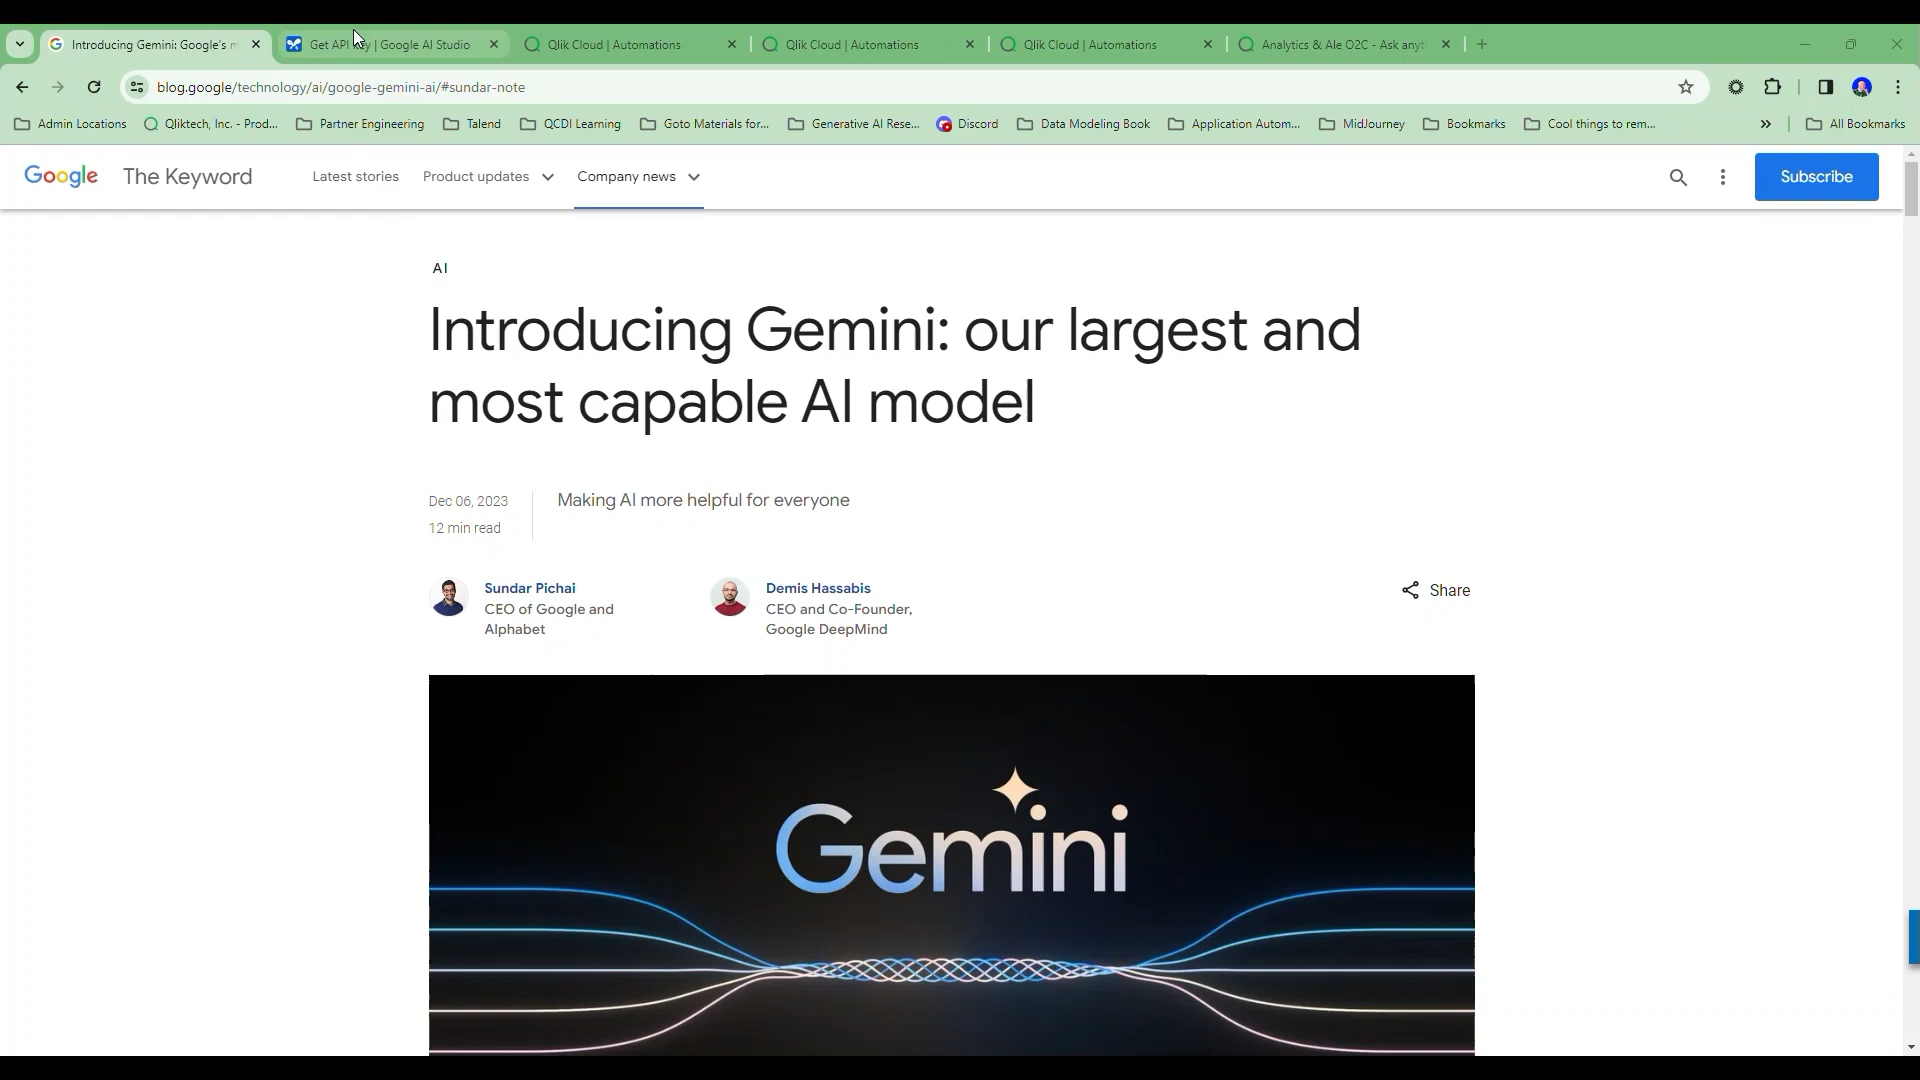 Introducing Gemini: Google's
Get API Key | Google AI Studio
Qlik Cloud | Automations
Qlik Cloud | Automations
Qlik Cloud | Automations
Analytics & Ale O2C - Ask anyt
blog.google/technology/ai/google-gemini-ai/#sundar-note
Admin Locations
Qliktech, Inc. - Prod...
Partner Engineering
Talend
QCDI Learning
Goto Materials for...
Generative AI Rese...
Discord
Data Modeling Book
Application Autom...
MidJourney
Bookmarks
Cool things to rem...
All Bookmarks
Google The Keyword
Latest stories
Product updates
Company news
Subscribe
AI
Introducing Gemini: our largest and
most capable AI model
Dec 06, 2023
12 min read
Making AI more helpful for everyone
Sundar Pichai
CEO of Google and
Alphabet
Demis Hassabis
CEO and Co-Founder,
Google DeepMind
Share
Gemini